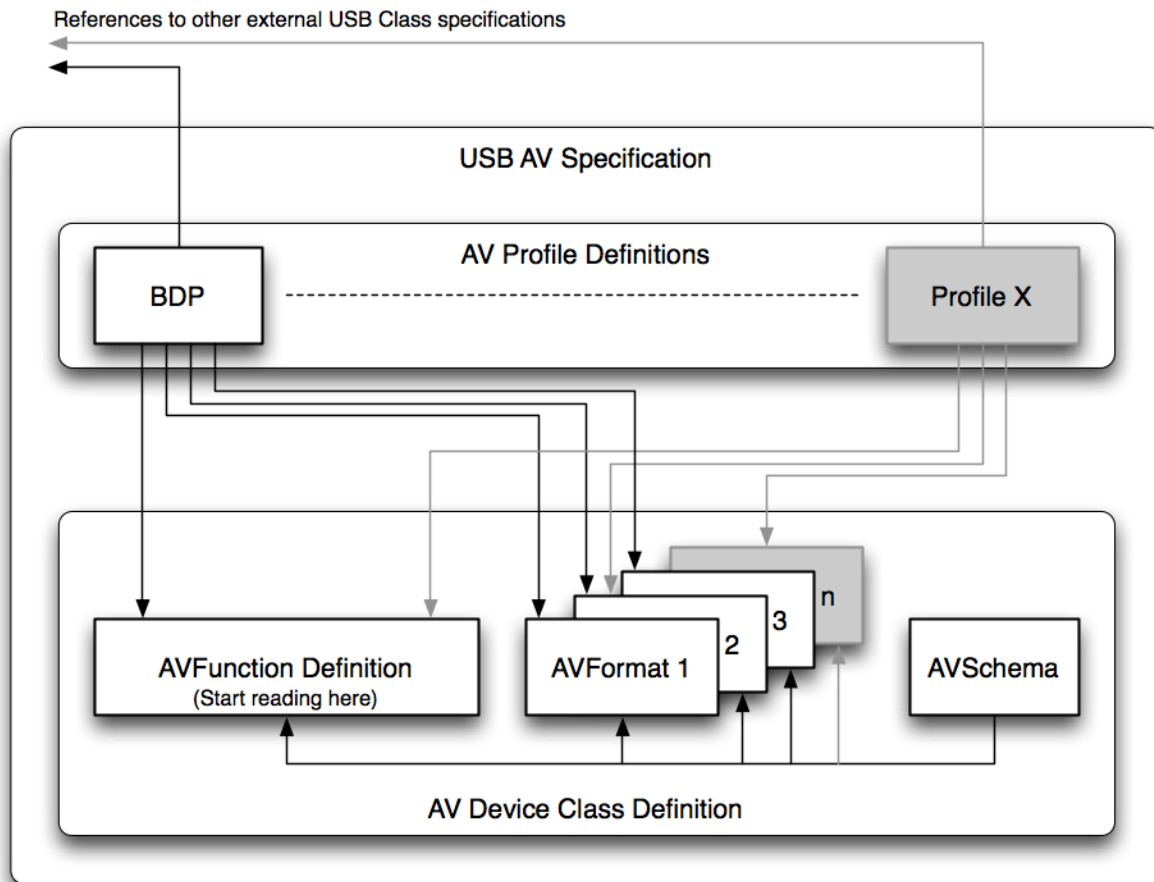 References to other external USB Class specifications
USB AV Specification
AV Profile Definitions
BDP
Profile X
n
3
2
AVFunction Definition
(Start reading here)
AVFormat 1
AVSchema
AV Device Class Definition